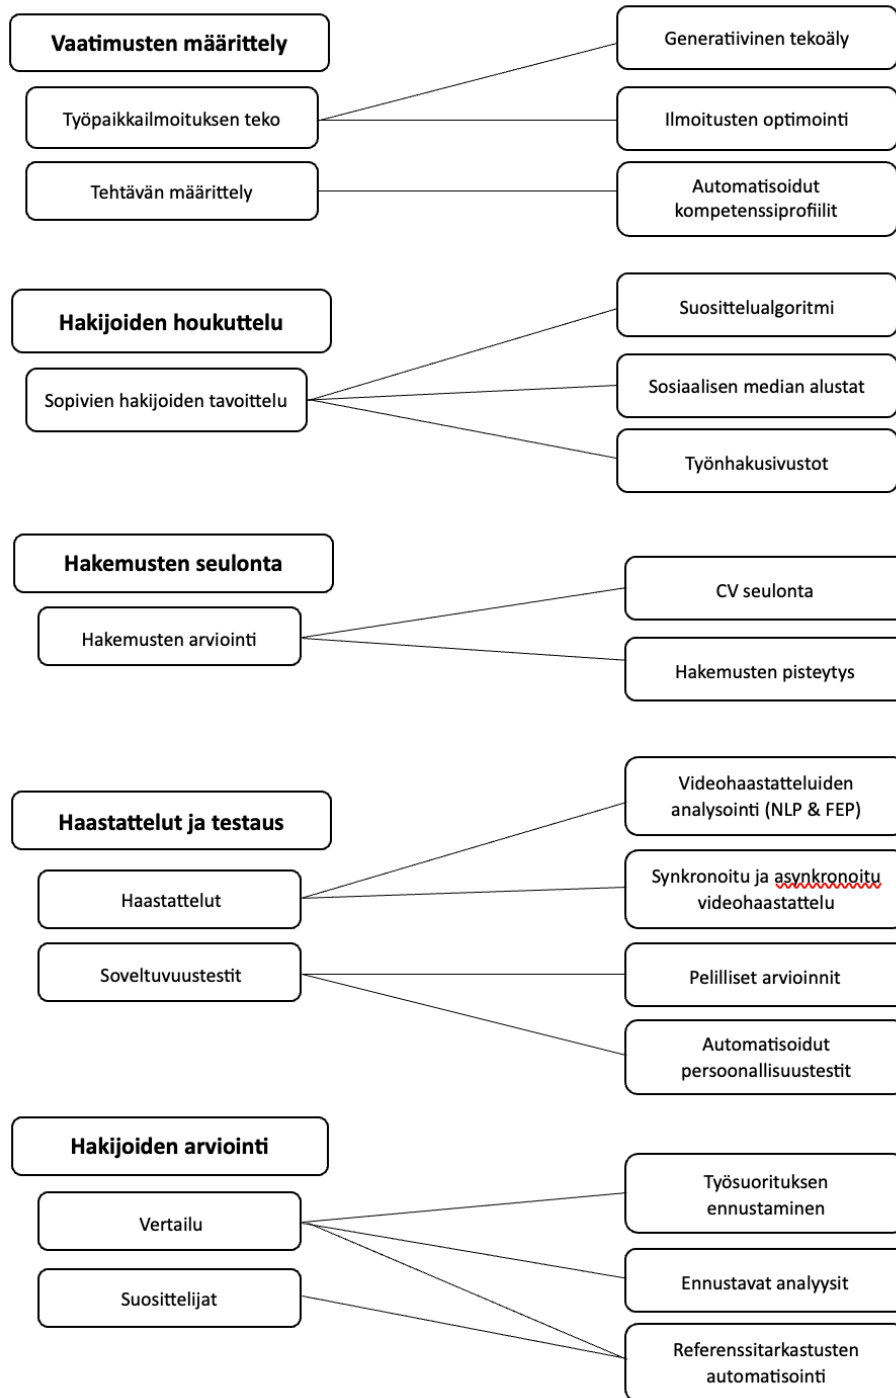 Vaatimusten määrittely
Generatiivinen tekoäly
Työpaikkailmoituksen teko
Ilmoitusten optimointi
Tehtävän määrittely
Automatisoidut
kompetenssiprofiilit
Hakijoiden houkuttelu
Suosittelualgoritmi
Sopivien hakijoiden tavoittelu
Sosiaalisen median alustat
Työnhakusivustot
Hakemusten seulonta
CV seulonta
Hakemusten arviointi
Hakemusten pisteytys
Haastattelut ja testaus
Videohaastatteluiden
analysointi (NLP & FEP)
Haastattelut
Synkronoitu ja asynkronoitu
videohaastattelu
Soveltuvuustestit
Pelilliset arvioinnit
Automatisoidut
persoonallisuustestit
Hakijoiden arviointi
Työsuorituksen
ennustaminen
Vertailu
Ennustavat analyysit
Suosittelijat
Referenssitarkastusten
automatisointi